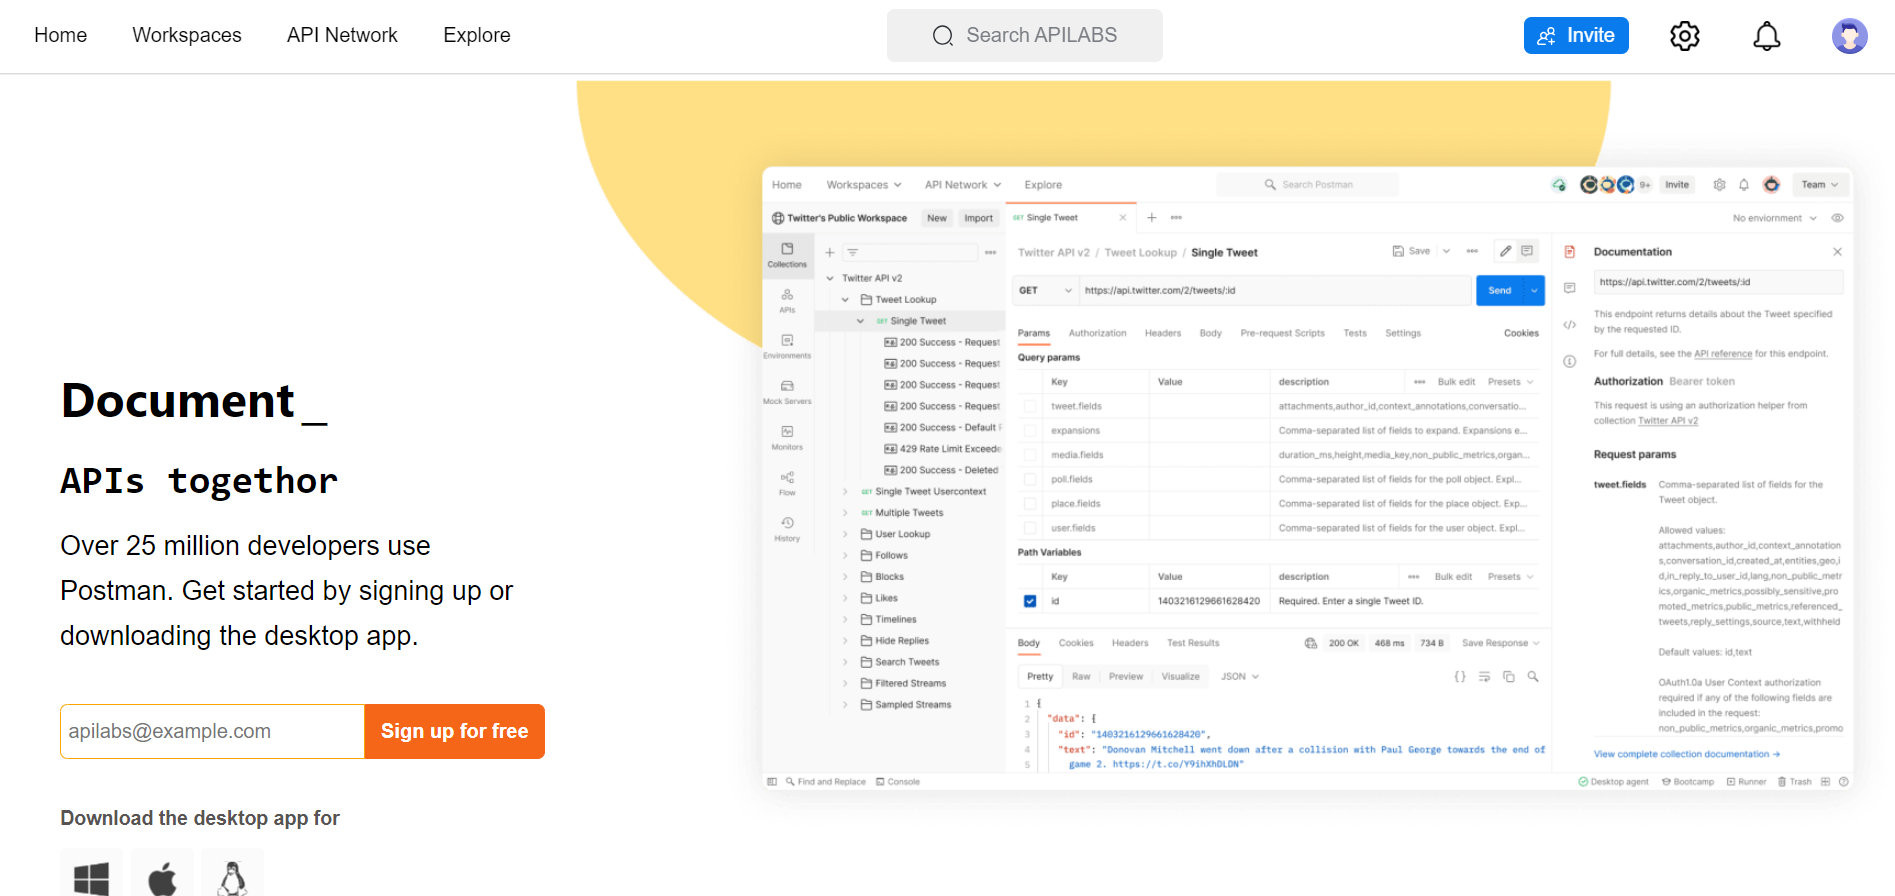 Home Workspaces API Network Explore Search APILABS Invite
Document_
APIs togethor
Over 25 million developers use
Postman. Get started by signing up or
downloading the desktop app.
apilabs@example.com Sign up for free
Download the desktop app for
Home Workspaces API Network Explore Search Postman 9+ Invite Team
Twitter's Public Workspace New Import GET Single Tweet No enviornment
Collections
APIs
Environments
Mock Servers
Monitors
Flow
History
Twitter API v2
Tweet Lookup
GET Single Tweet
200 Success - Request
200 Success - Request
200 Success - Request
200 Success - Request
200 Success - Default
429 Rate Limit Exceede
200 Success - Deleted
GET Single Tweet Usercontext
GET Multiple Tweets
User Lookup
Follows
Blocks
Likes
Timelines
Hide Replies
Search Tweets
Filtered Streams
Sampled Streams
Twitter API v2 / Tweet Lookup / Single Tweet Save
GET https://api.twitter.com/2/tweets/:id Send
Params Authorization Headers Body Pre-request Scripts Tests Settings Cookies
Query params
Key Value description Bulk edit Presets
tweet.fields attachments,author_id,context_annotations,conversatio...
expansions Comma-separated list of fields to expand. Expansions e...
media.fields duration_ms,height,media_key,non_public_metrics,organ...
poll.fields Comma-separated list of fields for the poll object. Expl...
place.fields Comma-separated list of fields for the place object. Exp...
user.fields Comma-separated list of fields for the user object. Expl...
Path Variables
Key Value description Bulk edit Presets
id 1403216129661628420 Required. Enter a single Tweet ID.
Body Cookies Headers Test Results 200 OK 468 ms 734 B Save Response
Pretty Raw Preview Visualize JSON
1 {
2 "data": {
3 "id": "1403216129661628420",
4 "text": "Donovan Mitchell went down after a collision with Paul George towards the end of
5 game 2. https://t.co/Y9ihXhDLDN"
Documentation
https://api.twitter.com/2/tweets/:id
This endpoint returns details about the Tweet specified
by the requested ID.
For full details, see the API reference for this endpoint.
Authorization Bearer token
This request is using an authorization helper from
collection Twitter API v2
Request params
tweet.fields Comma-separated list of fields for the
Tweet object.
Allowed values:
attachments,author_id,context_annotation
s,conversation_id,created_at,entities,geo,i
d,in_reply_to_user_id,lang,non_public_metr
ics,organic_metrics,possibly_sensitive,pro
moted_metrics,public_metrics,referenced_
tweets,reply_settings,source,text,withheld
Default values: id,text
OAuth1.0a User Context authorization
required if any of the following fields are
included in the request:
non_public_metrics,organic_metrics,promo
View complete collection documentation →
Find and Replace Console Desktop agent Bootcamp Runner Trash